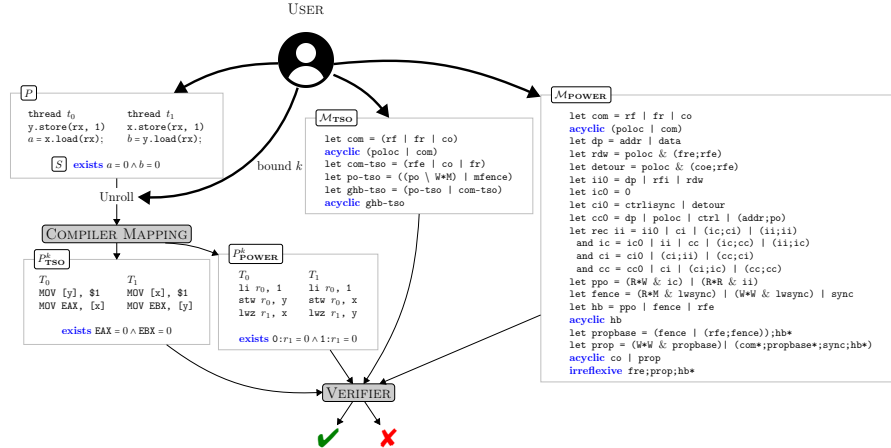 USER
P
thread t0 thread t1
y.store(rx, 1) x.store(rx, 1)
a = x.load(rx); b = y.load(rx);
S exists a = 0 ∧ b = 0
bound k
Unroll
COMPILER MAPPING
P^k_TSO
T0 T1
MOV [y], $1 MOV [x], $1
MOV EAX, [x] MOV EBX, [y]
exists EAX = 0 ∧ EBX = 0
P^k_POWER
T0 T1
li r0, 1 li r0, 1
stw r0, y stw r0, x
lwz r1, x lwz r1, y
exists 0:r1 = 0 ∧ 1:r1 = 0
M_TSO
let com = (rf | fr | co)
acyclic (poloc | com)
let com-tso = (rfe | co | fr)
let po-tso = ((po \ W*M) | mfence)
let ghb-tso = (po-tso | com-tso)
acyclic ghb-tso
M_POWER
let com = rf | fr | co
acyclic (poloc | com)
let dp = addr | data
let rdw = poloc & (fre;rfe)
let detour = poloc & (coe;rfe)
let ii0 = dp | rfi | rdw
let ic0 = 0
let ci0 = ctrlisync | detour
let cc0 = dp | poloc | ctrl | (addr;po)
let rec ii = ii0 | ci | (ic;ci) | (ii;ii)
and ic = ic0 | ii | cc | (ic;cc) | (ii;ic)
and ci = ci0 | (ci;ii) | (cc;ci)
and cc = cc0 | ci | (ci;ic) | (cc;cc)
let ppo = (R*W & ic) | (R*R & ii)
let fence = (R*M & lwsync) | (W*W & lwsync) | sync
let hb = ppo | fence | rfe
acyclic hb
let propbase = (fence | (rfe;fence));hb*
let prop = (W*W & propbase)| (com*;propbase*;sync;hb*)
acyclic co | prop
irreflexive fre;prop;hb*
VERIFIER